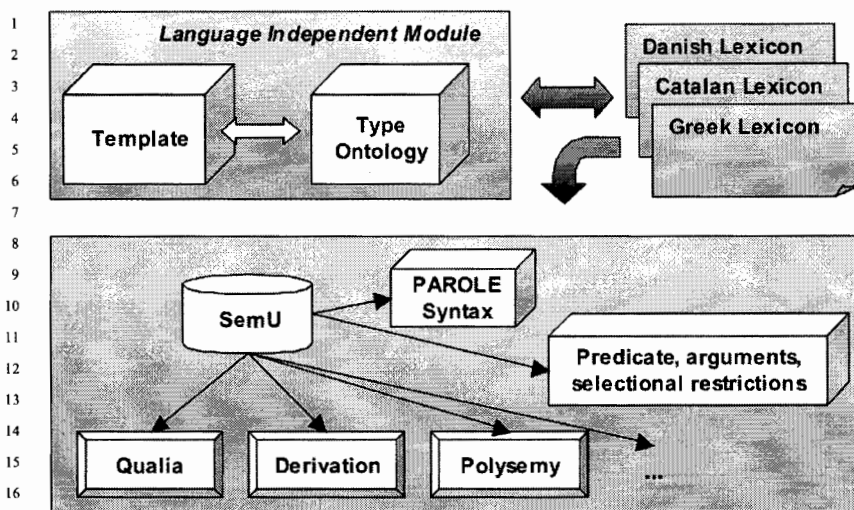 1
2
3
4
5
6
7
8
9
10
11
12
13
14
15
16
Language Independent Module
Template
Type
Ontology
Danish Lexicon
Catalan Lexicon
Greek Lexicon
SemU
PAROLE
Syntax
Predicate, arguments,
selectional restrictions
Qualia
Derivation
Polysemy
...